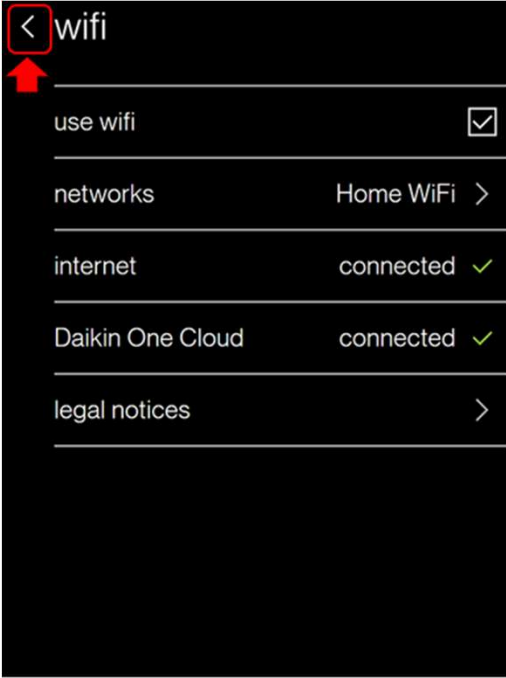 wifi
use wifi
networks Home WiFi
internet connected
Daikin One Cloud connected
legal notices